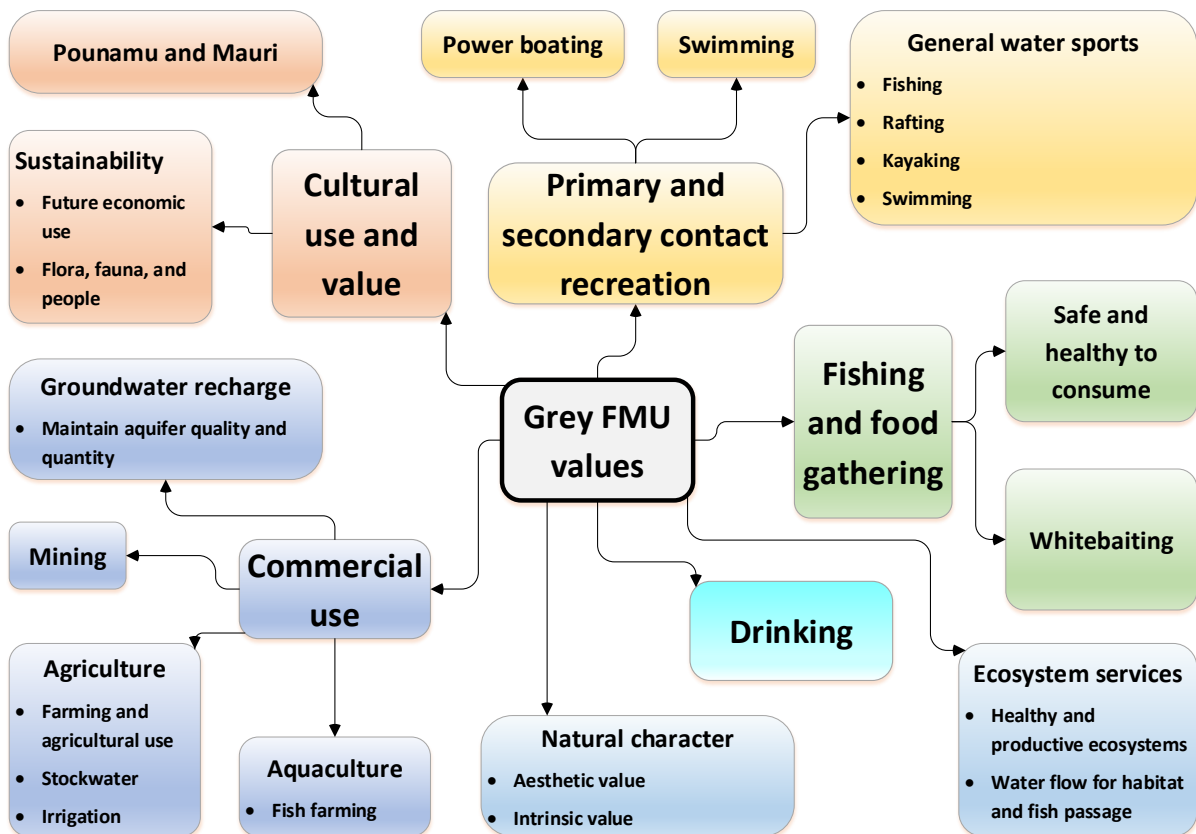 Pounamu and Mauri
Power boating
Swimming
General water sports
• Fishing
• Rafting
• Kayaking
• Swimming
Sustainability
• Future economic
use
• Flora, fauna, and
people
Cultural
use and
value
Primary and
secondary contact
recreation
Groundwater recharge
• Maintain aquifer quality and
quantity
Grey FMU
values
Fishing
and food
gathering
Safe and
healthy to
consume
Whitebaiting
Mining
Commercial
use
Drinking
Agriculture
• Farming and
agricultural use
• Stockwater
• Irrigation
Aquaculture
• Fish farming
Natural character
• Aesthetic value
• Intrinsic value
Ecosystem services
• Healthy and
productive ecosystems
• Water flow for habitat
and fish passage